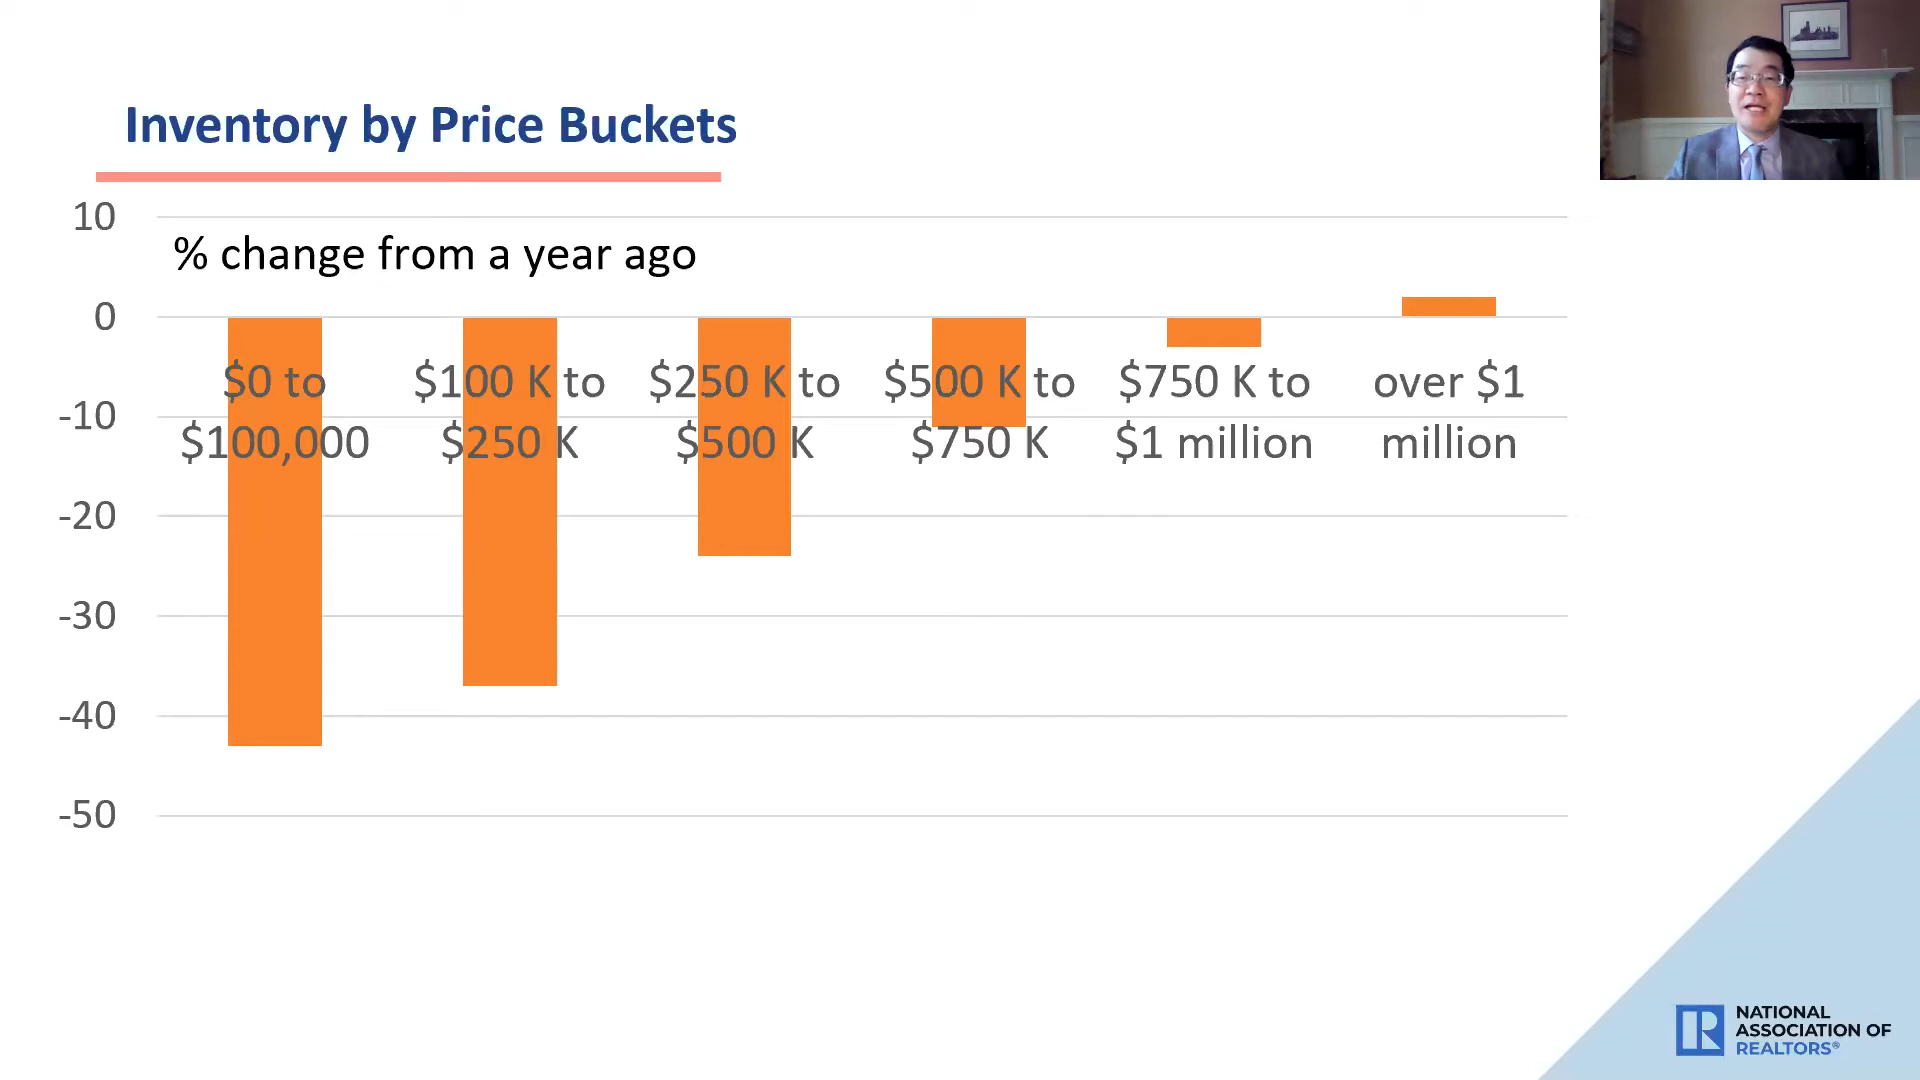 Inventory by Price Buckets
10
% change from a year ago
0
$0 to
$100,000
$100 K to
$250 K
$250 K to
$500 K
$500 K to
$750 K
$750 K to
$1 million
over $1
million
-10
-20
-30
-40
-50
NATIONAL
ASSOCIATION OF
REALTORS®